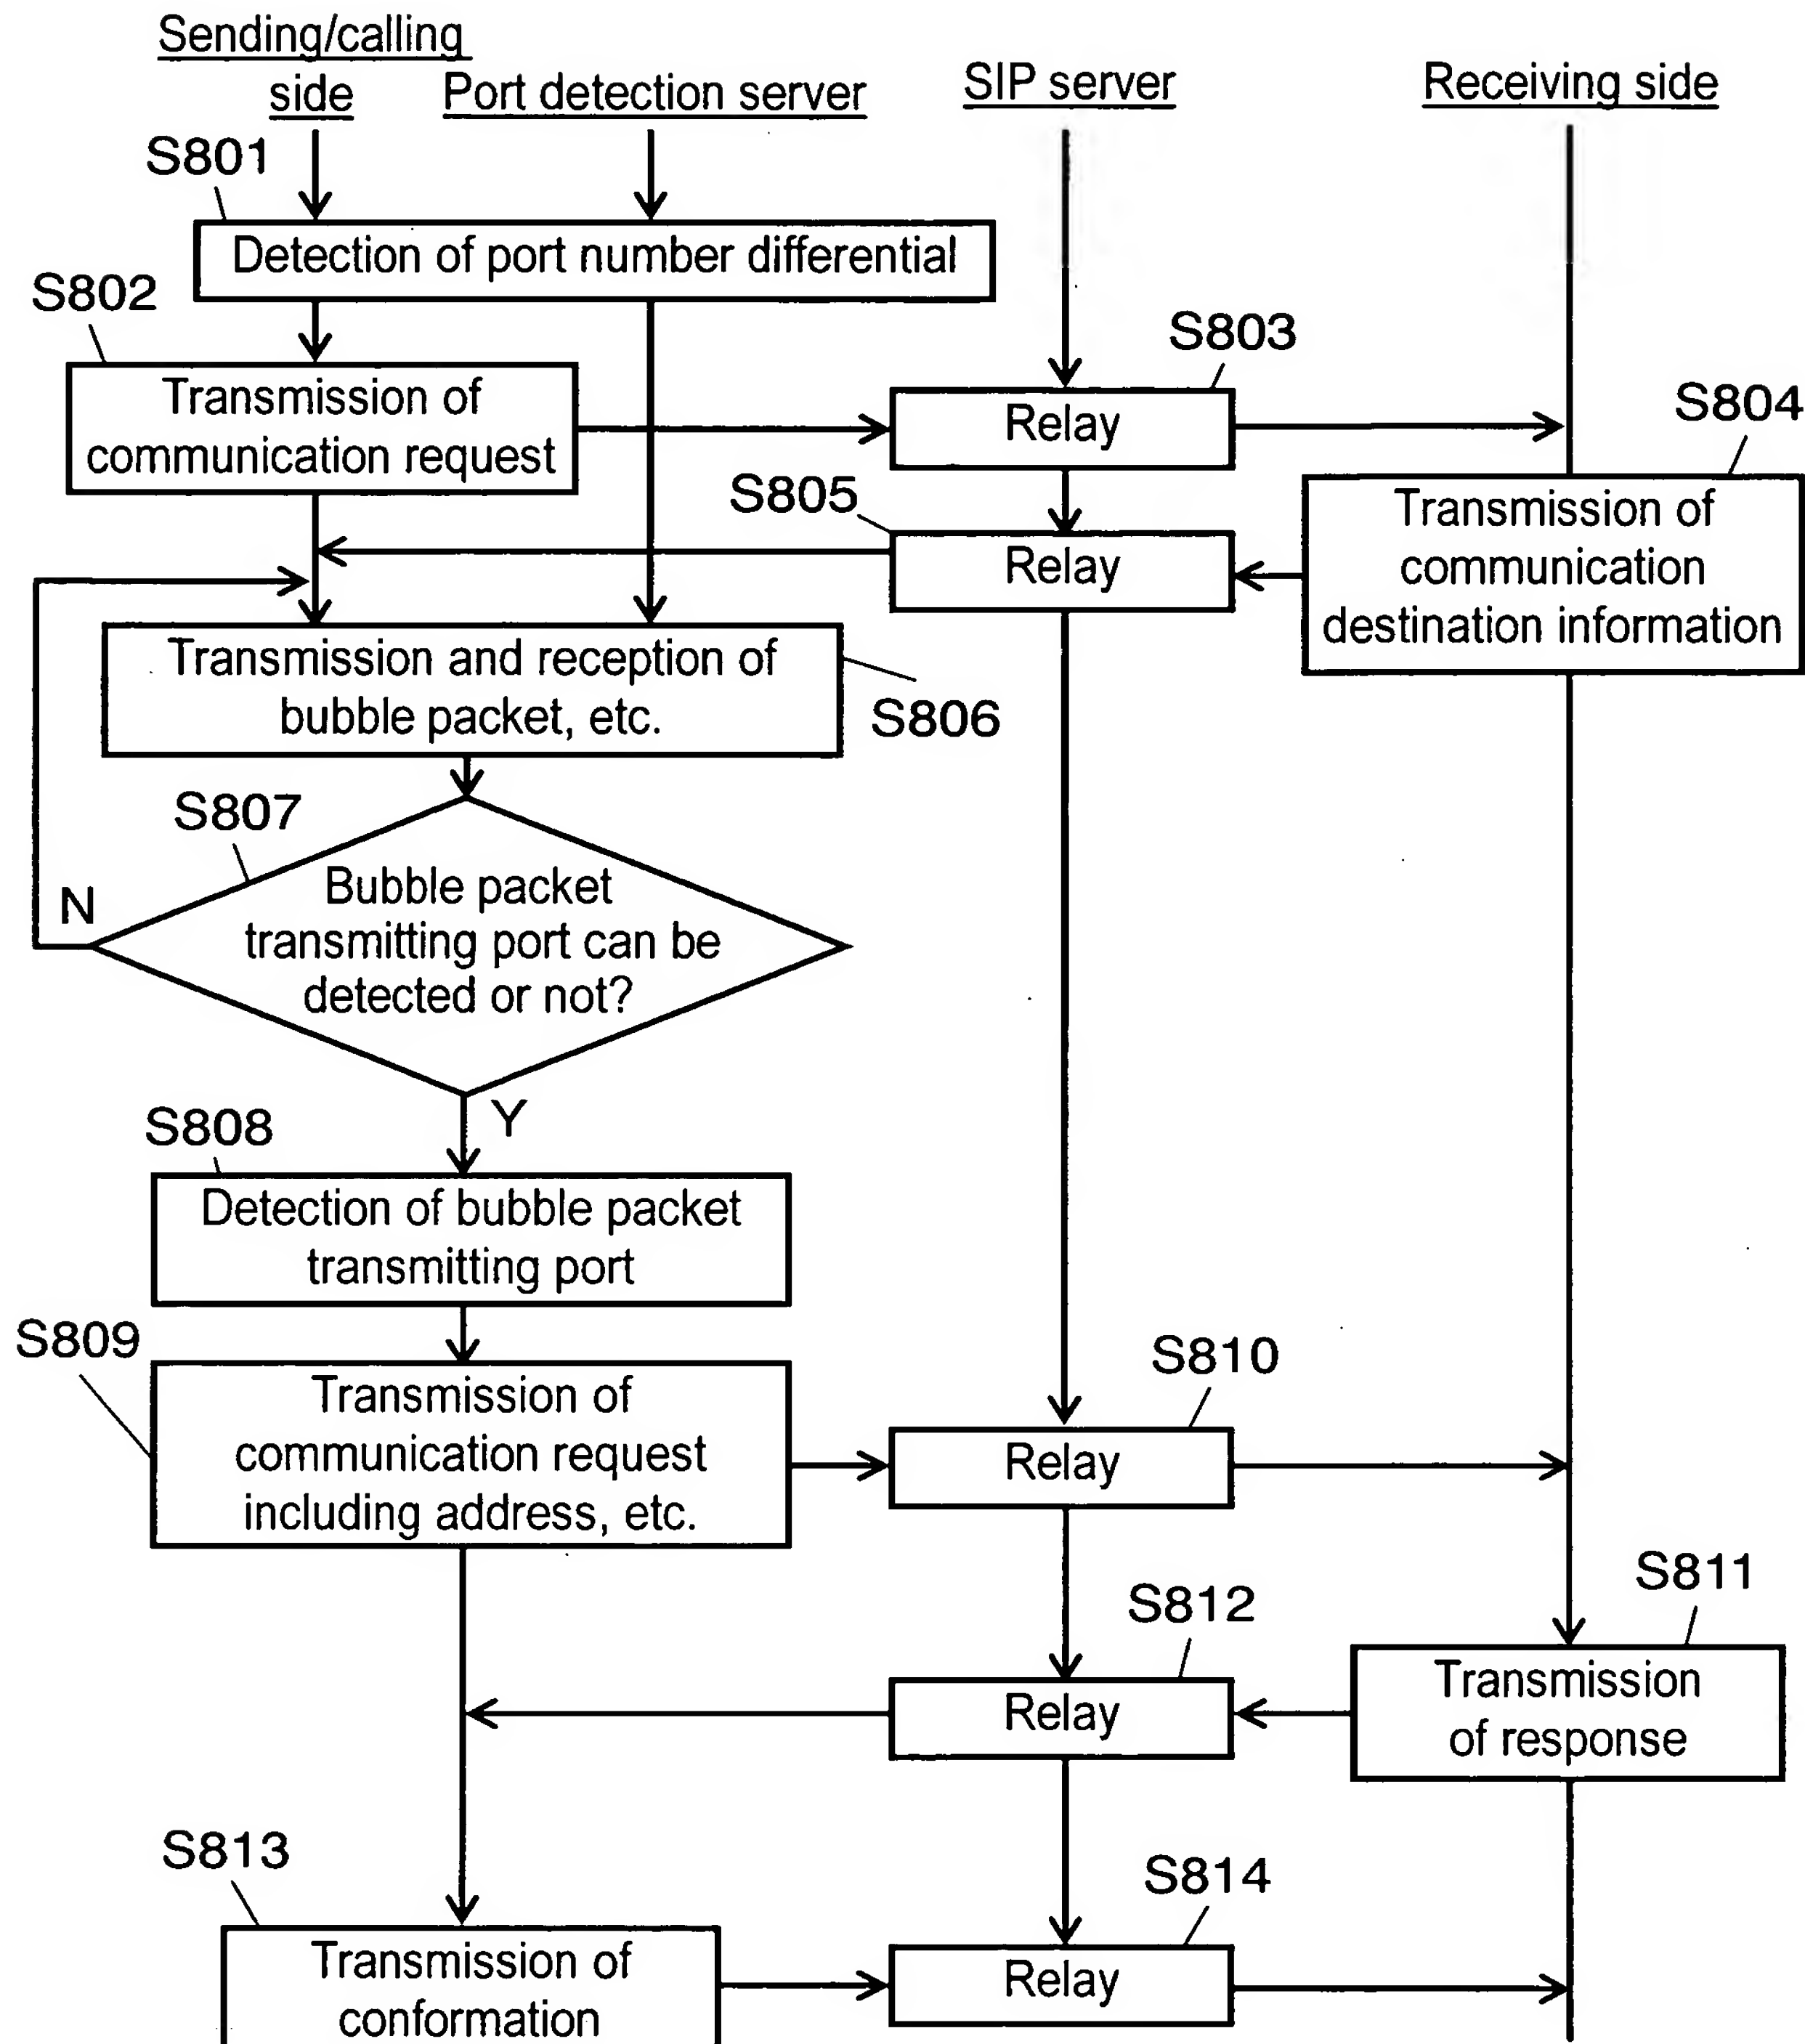 Sending/calling
side
Port detection server
SIP server
Receiving side
S801
Detection of port number differential
S802
S803
Transmission of
communication request
Relay
S804
S805
Relay
Transmission of
communication
destination information
Transmission and reception of
bubble packet, etc.
S806
S807
N
Bubble packet
transmitting port can be
detected or not?
Y
S808
Detection of bubble packet
transmitting port
S809
Transmission of
communication request
including address, etc.
S810
Relay
S811
S812
Relay
Transmission
of response
S813
S814
Transmission of
conformation
Relay